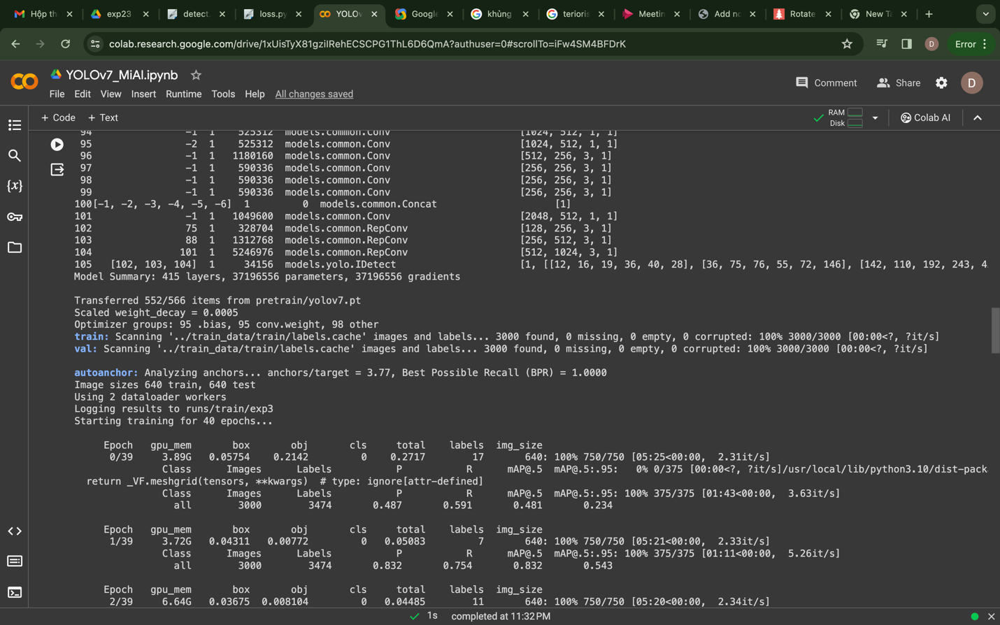 Hộp th
exp23
detect.
loss.py
YOLOv
Google
khủng
terioris
Meetin
Add no
Rotate
New Ta
colab.research.google.com/drive/1xUisTyX81gzilRehECSCPG1ThL6D6QmA?authuser=0#scrollTo=iFw4SM4BFDrK
D
Error
YOLOv7_MiAI.ipynb
Comment
Share
D
File Edit View Insert Runtime Tools Help All changes saved
+ Code + Text
RAM
Disk
Colab AI
94 -1 1 525312 models.common.Conv [1024, 512, 1, 1]
95 -2 1 525312 models.common.Conv [1024, 512, 1, 1]
96 -1 1 1180160 models.common.Conv [512, 256, 3, 1]
97 -1 1 590336 models.common.Conv [256, 256, 3, 1]
98 -1 1 590336 models.common.Conv [256, 256, 3, 1]
99 -1 1 590336 models.common.Conv [256, 256, 3, 1]
100[-1, -2, -3, -4, -5, -6] 1 0 models.common.Concat [1]
101 -1 1 1049600 models.common.Conv [2048, 512, 1, 1]
102 75 1 328704 models.common.RepConv [128, 256, 3, 1]
103 88 1 1312768 models.common.RepConv [256, 512, 3, 1]
104 101 1 5246976 models.common.RepConv [512, 1024, 3, 1]
105 [102, 103, 104] 1 34156 models.yolo.IDetect [1, [[12, 16, 19, 36, 40, 28], [36, 75, 76, 55, 72, 146], [142, 110, 192, 243, 4
Model Summary: 415 layers, 37196556 parameters, 37196556 gradients
Transferred 552/566 items from pretrain/yolov7.pt
Scaled weight_decay = 0.0005
Optimizer groups: 95 .bias, 95 conv.weight, 98 other
train: Scanning '../train_data/train/labels.cache' images and labels... 3000 found, 0 missing, 0 empty, 0 corrupted: 100% 3000/3000 [00:00<?, ?it/s]
val: Scanning '../train_data/train/labels.cache' images and labels... 3000 found, 0 missing, 0 empty, 0 corrupted: 100% 3000/3000 [00:00<?, ?it/s]
autoanchor: Analyzing anchors... anchors/target = 3.77, Best Possible Recall (BPR) = 1.0000
Image sizes 640 train, 640 test
Using 2 dataloader workers
Logging results to runs/train/exp3
Starting training for 40 epochs...
Epoch gpu_mem box obj cls total labels img_size
0/39 3.89G 0.05754 0.2142 0 0.2717 17 640: 100% 750/750 [05:25<00:00, 2.31it/s]
Class Images Labels P R mAP@.5 mAP@.5:.95: 0% 0/375 [00:00<?, ?it/s]/usr/local/lib/python3.10/dist-pack
return _VF.meshgrid(tensors, **kwargs) # type: ignore[attr-defined]
Class Images Labels P R mAP@.5 mAP@.5:.95: 100% 375/375 [01:43<00:00, 3.63it/s]
all 3000 3474 0.487 0.591 0.481 0.234
Epoch gpu_mem box obj cls total labels img_size
1/39 3.72G 0.04311 0.00772 0 0.05083 7 640: 100% 750/750 [05:21<00:00, 2.33it/s]
Class Images Labels P R mAP@.5 mAP@.5:.95: 100% 375/375 [01:11<00:00, 5.26it/s]
all 3000 3474 0.832 0.754 0.832 0.543
Epoch gpu_mem box obj cls total labels img_size
2/39 6.64G 0.03675 0.008104 0 0.04485 11 640: 100% 750/750 [05:20<00:00, 2.34it/s]
1s completed at 11:32 PM